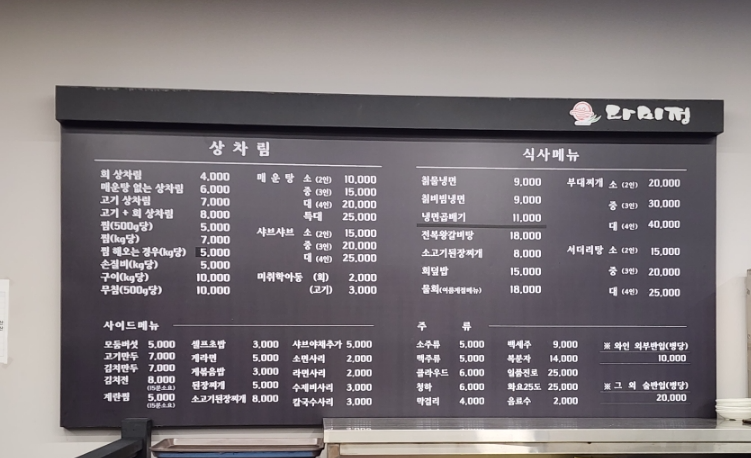 라미정
상 차 림
회 상차림 4,000
매운탕 없는 상차림 6,000
고기 상차림 7,000
고기 + 회 상차림 8,000
찜(500g당) 5,000
찜(kg당) 7,000
찜 해오는 경우(kg당) 5,000
손질비(kg당) 5,000
구이(kg당) 10,000
무침(500g당) 10,000
매 운 탕 소 (2인) 10,000
중 (3인) 15,000
대 (4인) 20,000
특대 25,000
샤브샤브 소 (2인) 15,000
중 (3인) 20,000
대 (4인) 25,000
미취학아동 (회) 2,000
(고기) 3,000
식사메뉴
칡물냉면 9,000
칡비빔냉면 9,000
냉면곱배기 11,000
전복왕갈비탕 18,000
소고기된장찌개 8,000
회덮밥 15,000
물회(여름계절메뉴) 18,000
부대찌개 소 (2인) 20,000
중 (3인) 30,000
대 (4인) 40,000
서더리탕 소 (2인) 15,000
중 (3인) 20,000
대 (4인) 25,000
사이드메뉴
모둠버섯 5,000
고기만두 7,000
김치만두 7,000
김치전 8,000
(15분소요)
계란찜 5,000
(15분소요)
셀프초밥 3,000
게라면 5,000
게볶음밥 3,000
된장찌개 5,000
소고기된장찌개 8,000
샤브야채추가 5,000
소면사리 2,000
라면사리 2,000
수제비사리 3,000
칼국수사리 3,000
주 류
소주류 5,000
맥주류 5,000
클라우드 6,000
청하 6,000
막걸리 4,000
백세주 9,000
복분자 14,000
일품진로 25,000
화요25도 25,000
음료수 2,000
※ 와인 외부반입(병당)
10,000
※ 그 외 술반입(병당)
20,000